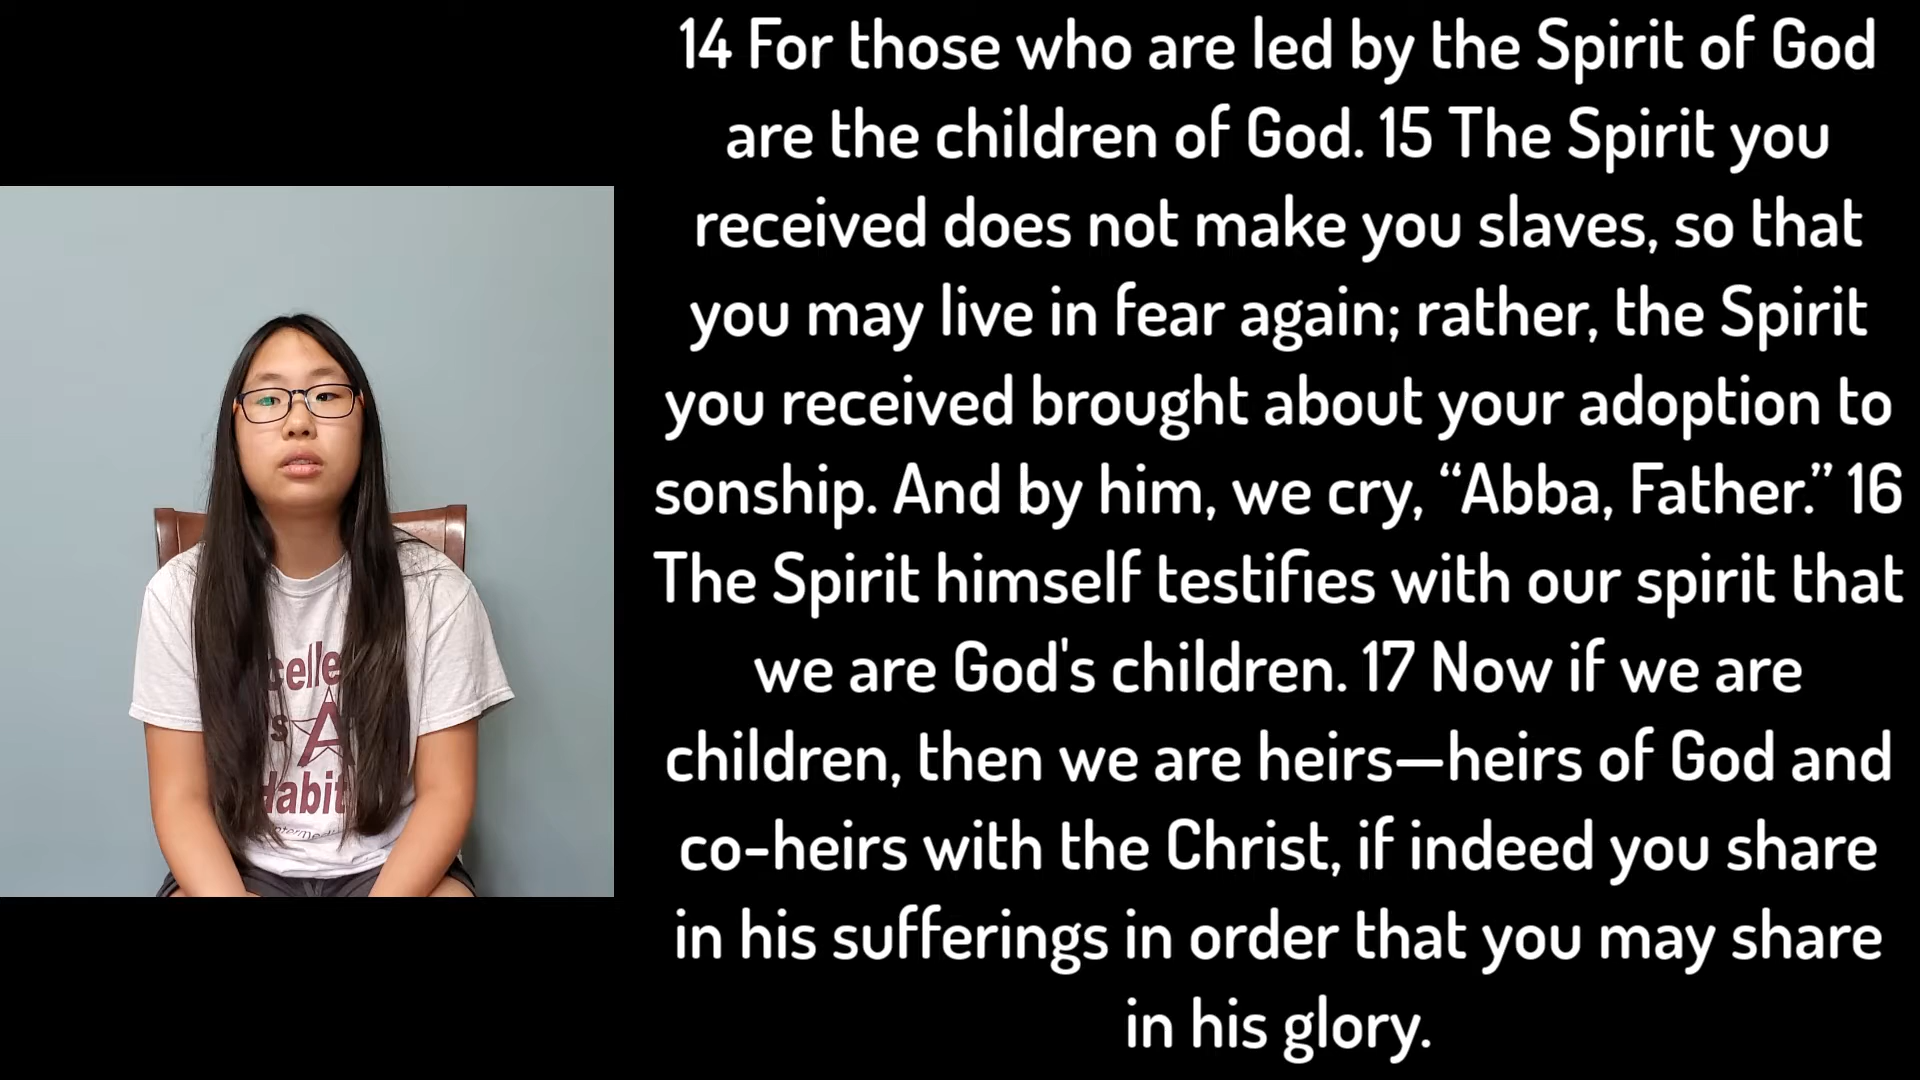 14 For those who are led by the Spirit of God
are the children of God. 15 The Spirit you
received does not make you slaves, so that
you may live in fear again; rather, the Spirit
you received brought about your adoption to
sonship. And by him, we cry, “Abba, Father.” 16
The Spirit himself testifies with our spirit that
we are God's children. 17 Now if we are
children, then we are heirs—heirs of God and
co-heirs with the Christ, if indeed you share
in his sufferings in order that you may share
in his glory.
A